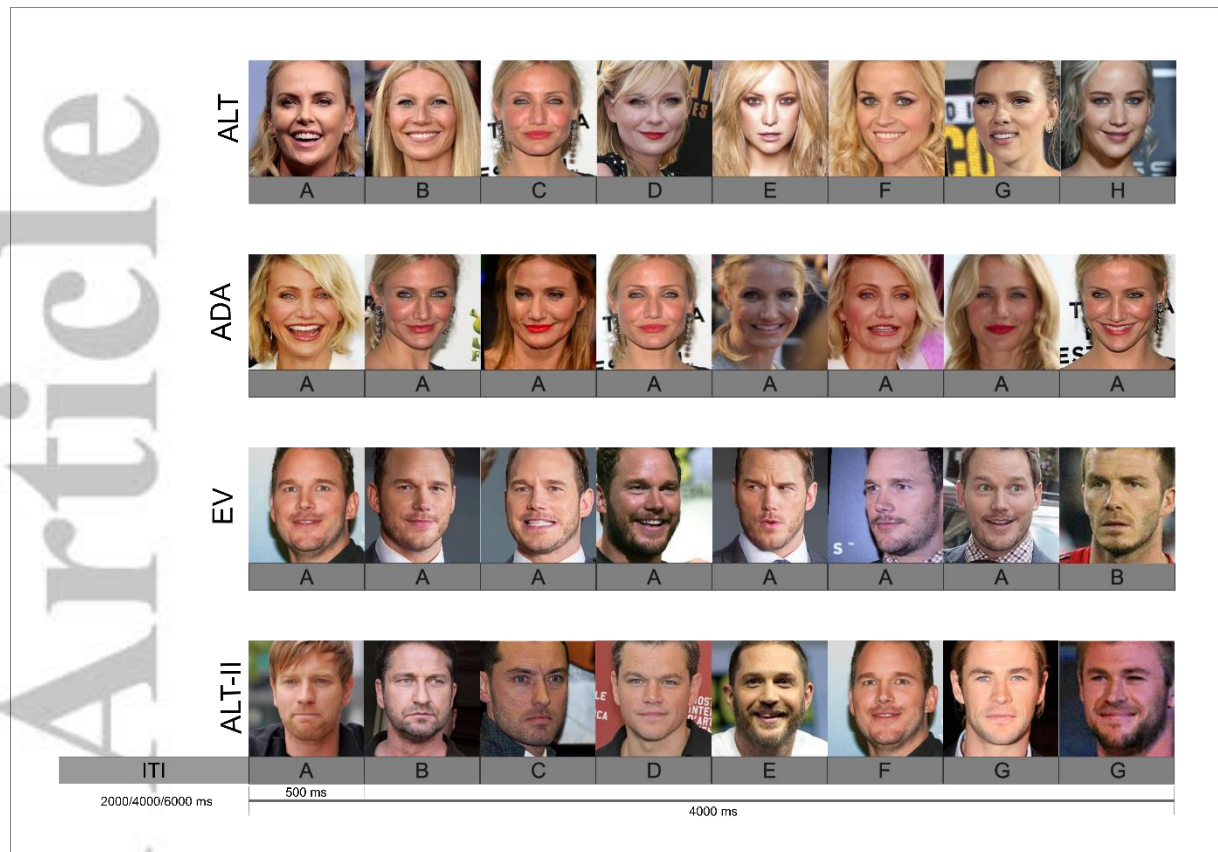 Article
ALT
A B C D E F G H
ADA
A A A A A A A A
EV
A A A A A A A B
ALT-II
ITI A B C D E F G G
2000/4000/6000 ms
500 ms
4000 ms